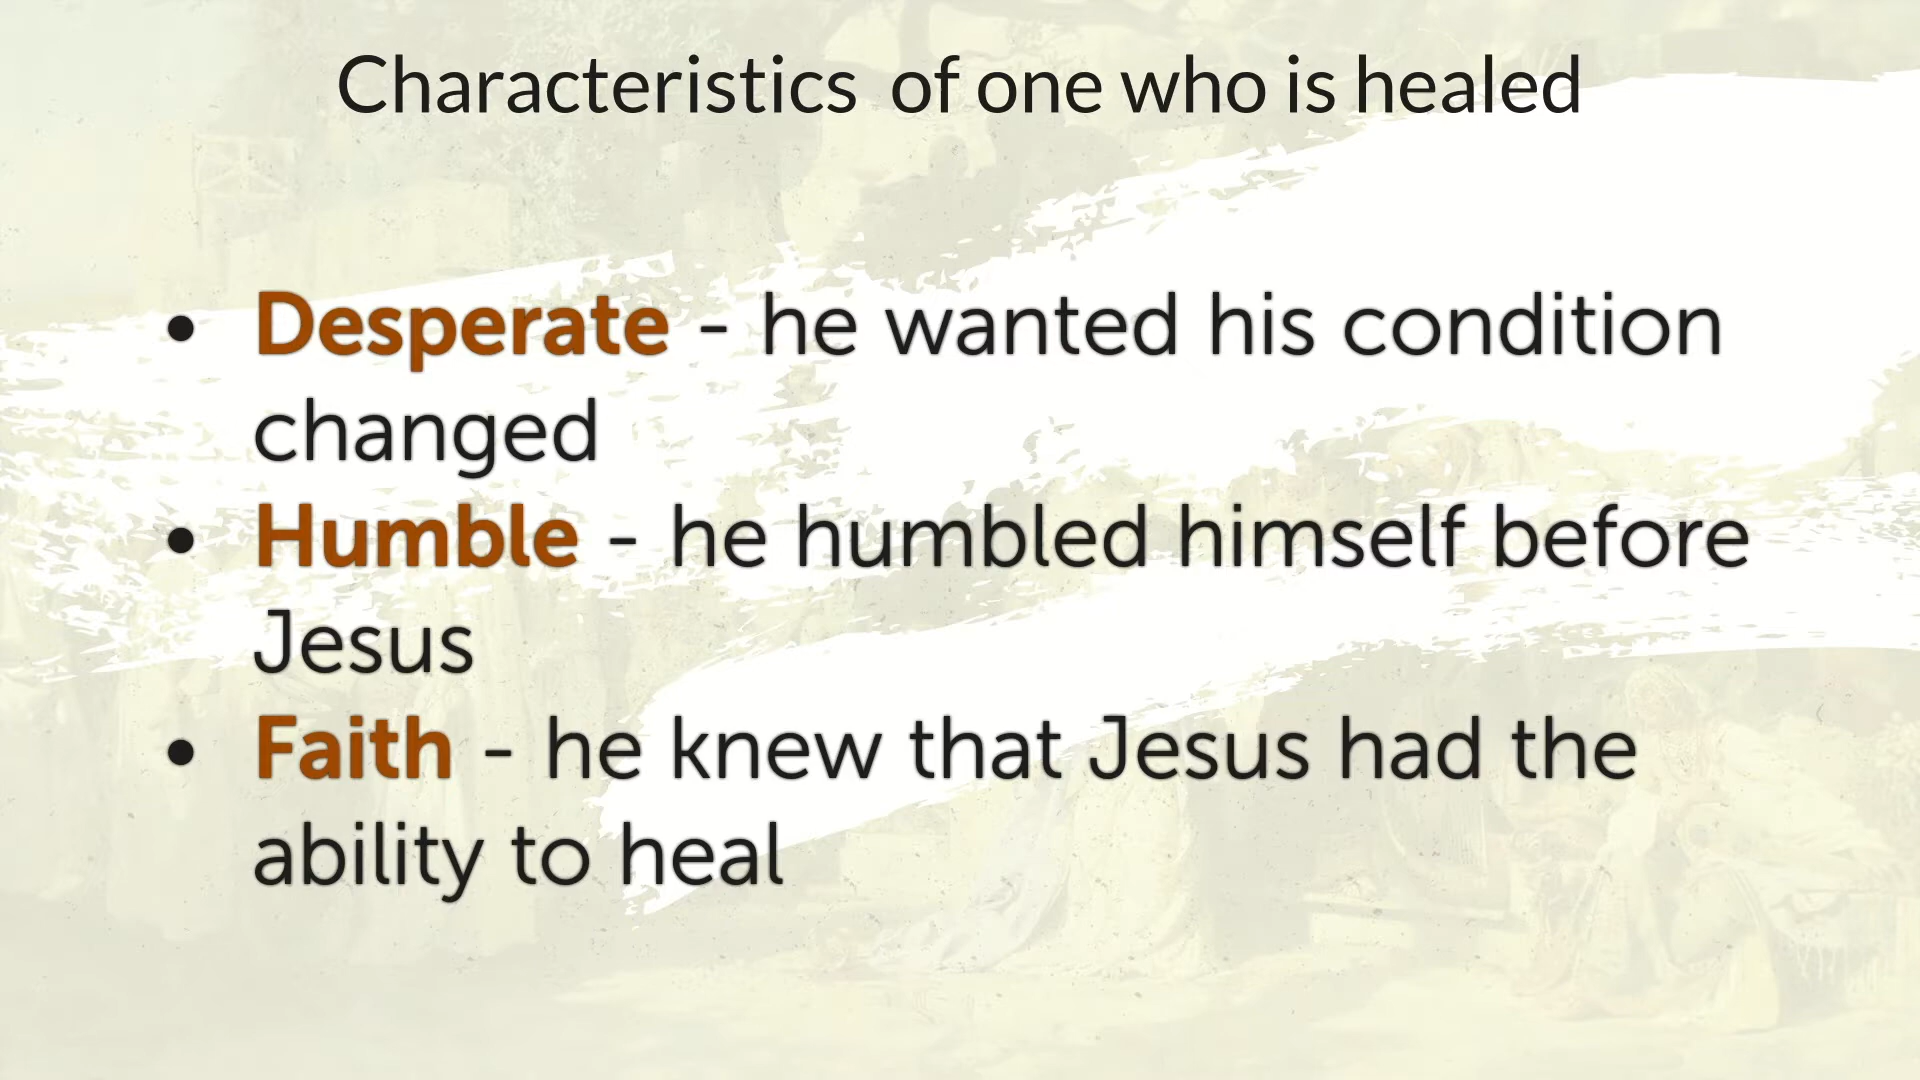 Characteristics  of one who is healed
• Desperate - he wanted his condition
changed
• Humble - he humbled himself before
Jesus
• Faith - he knew that Jesus had the
ability to heal